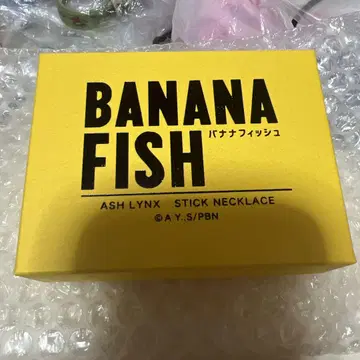 BANANA
バナナフィッシュ
FISH
ASH LYNX STICK NECKLACE
©A Y..S/PBN